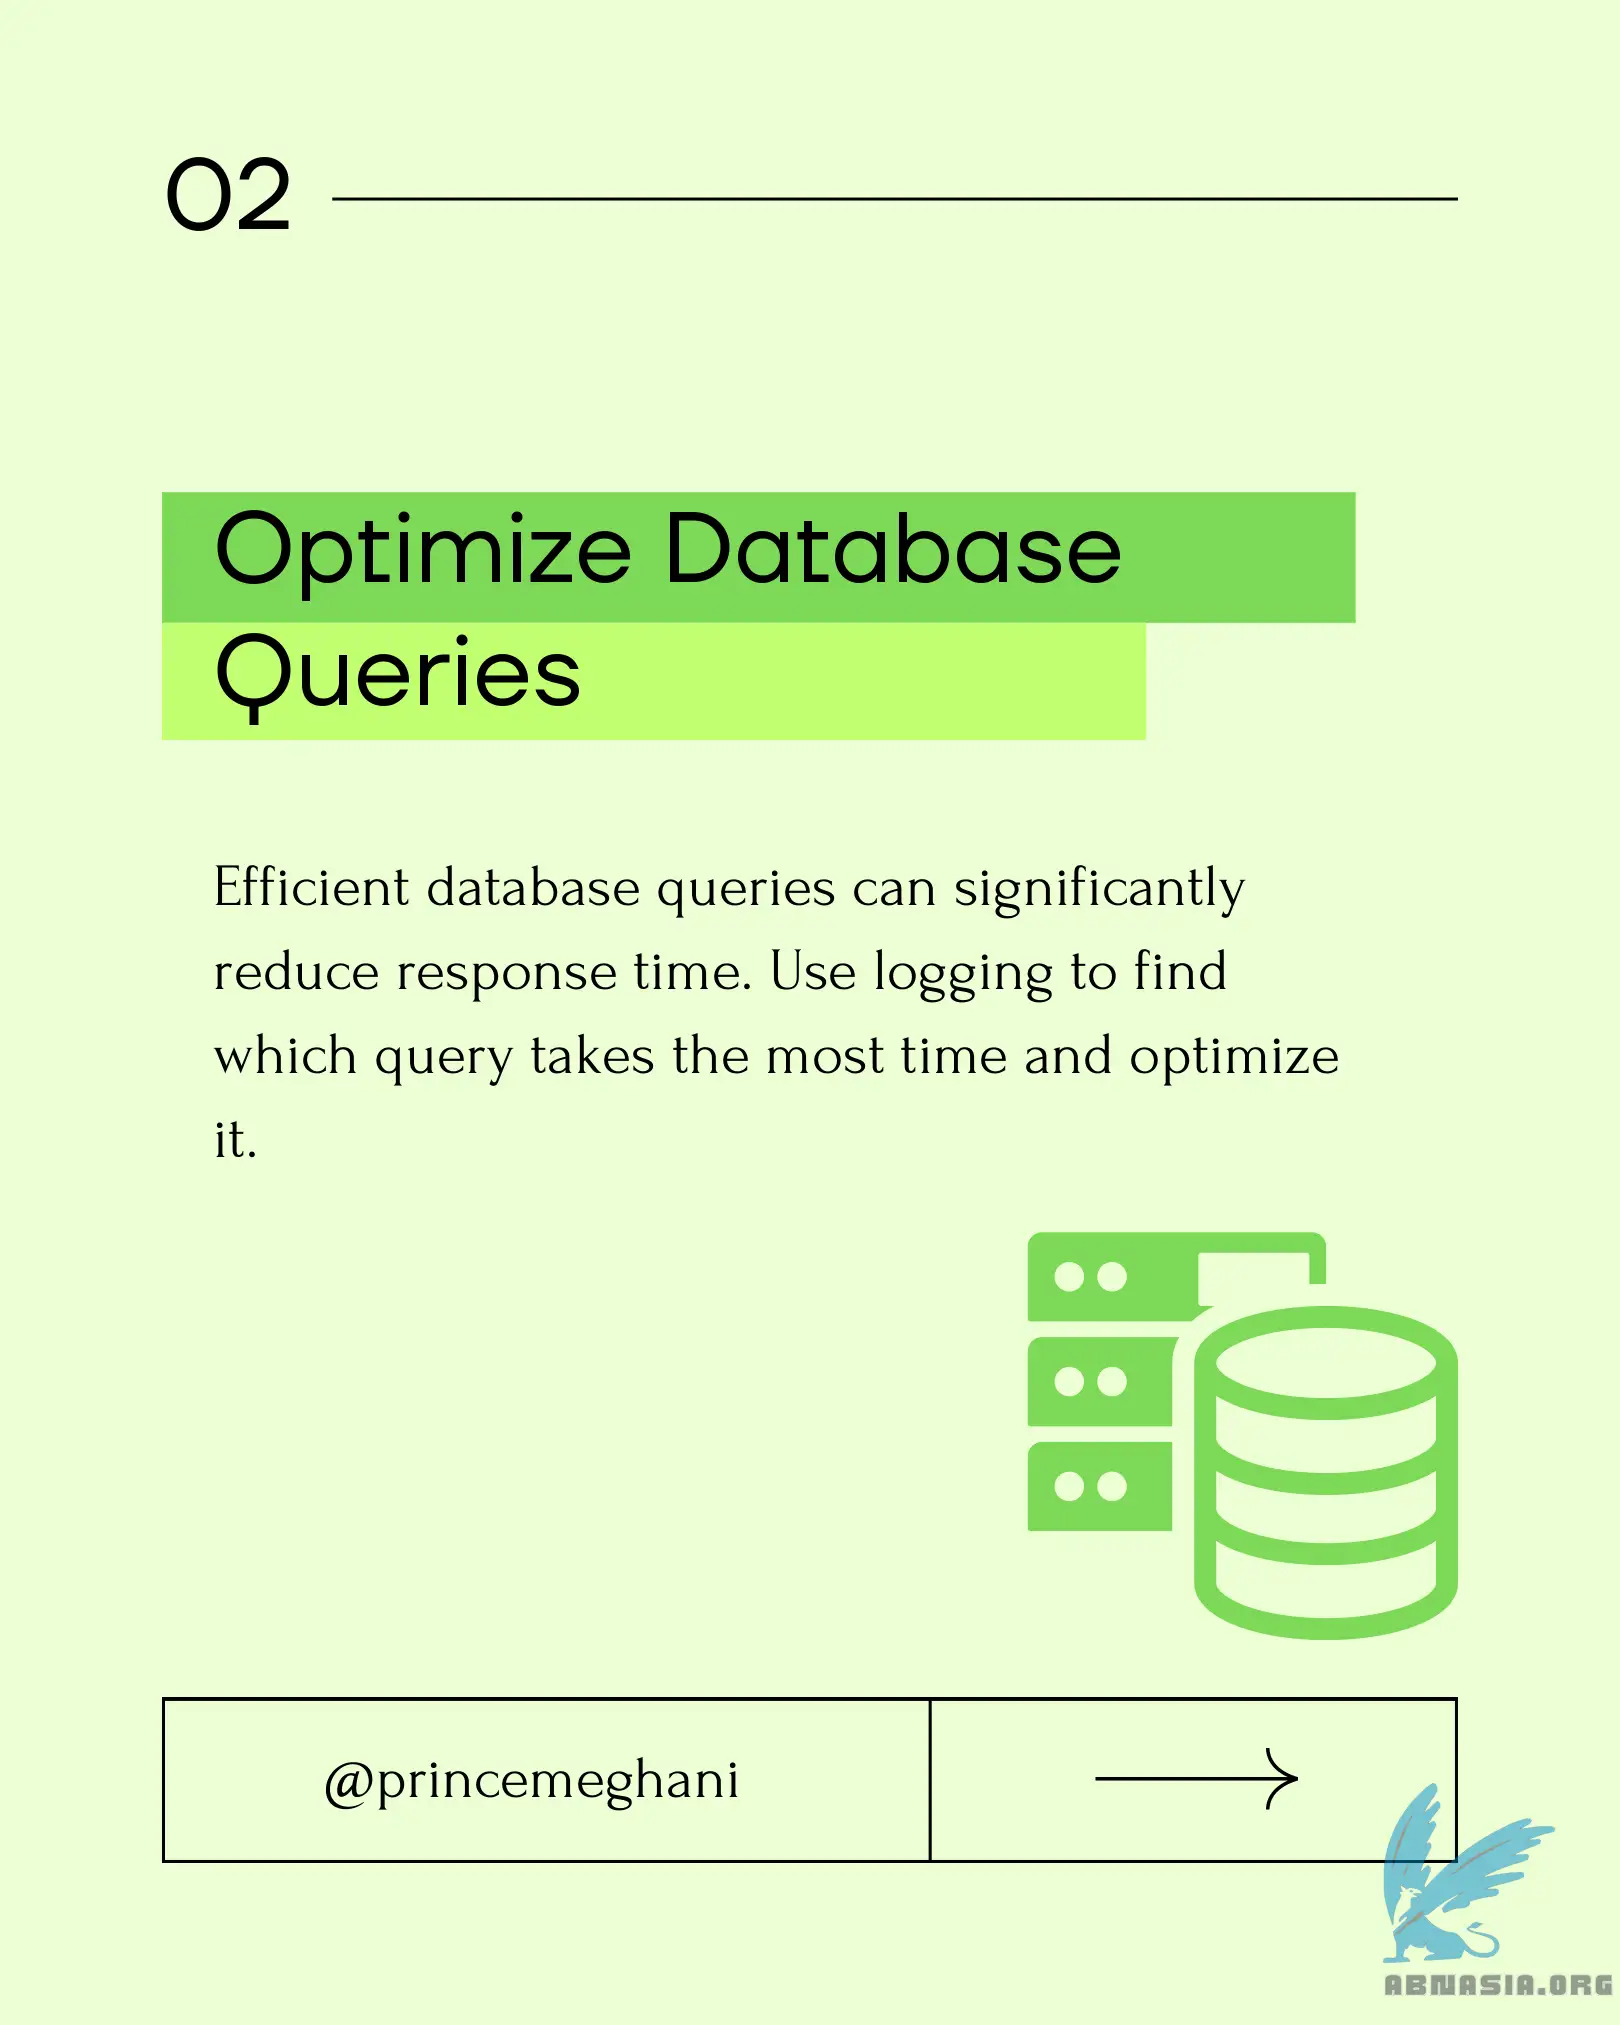 02
Optimize Database
Queries
Efficient database queries can significantly
reduce response time. Use logging to find
which query takes the most time and optimize
it.
@princemeghani
ABNASIA.ORG